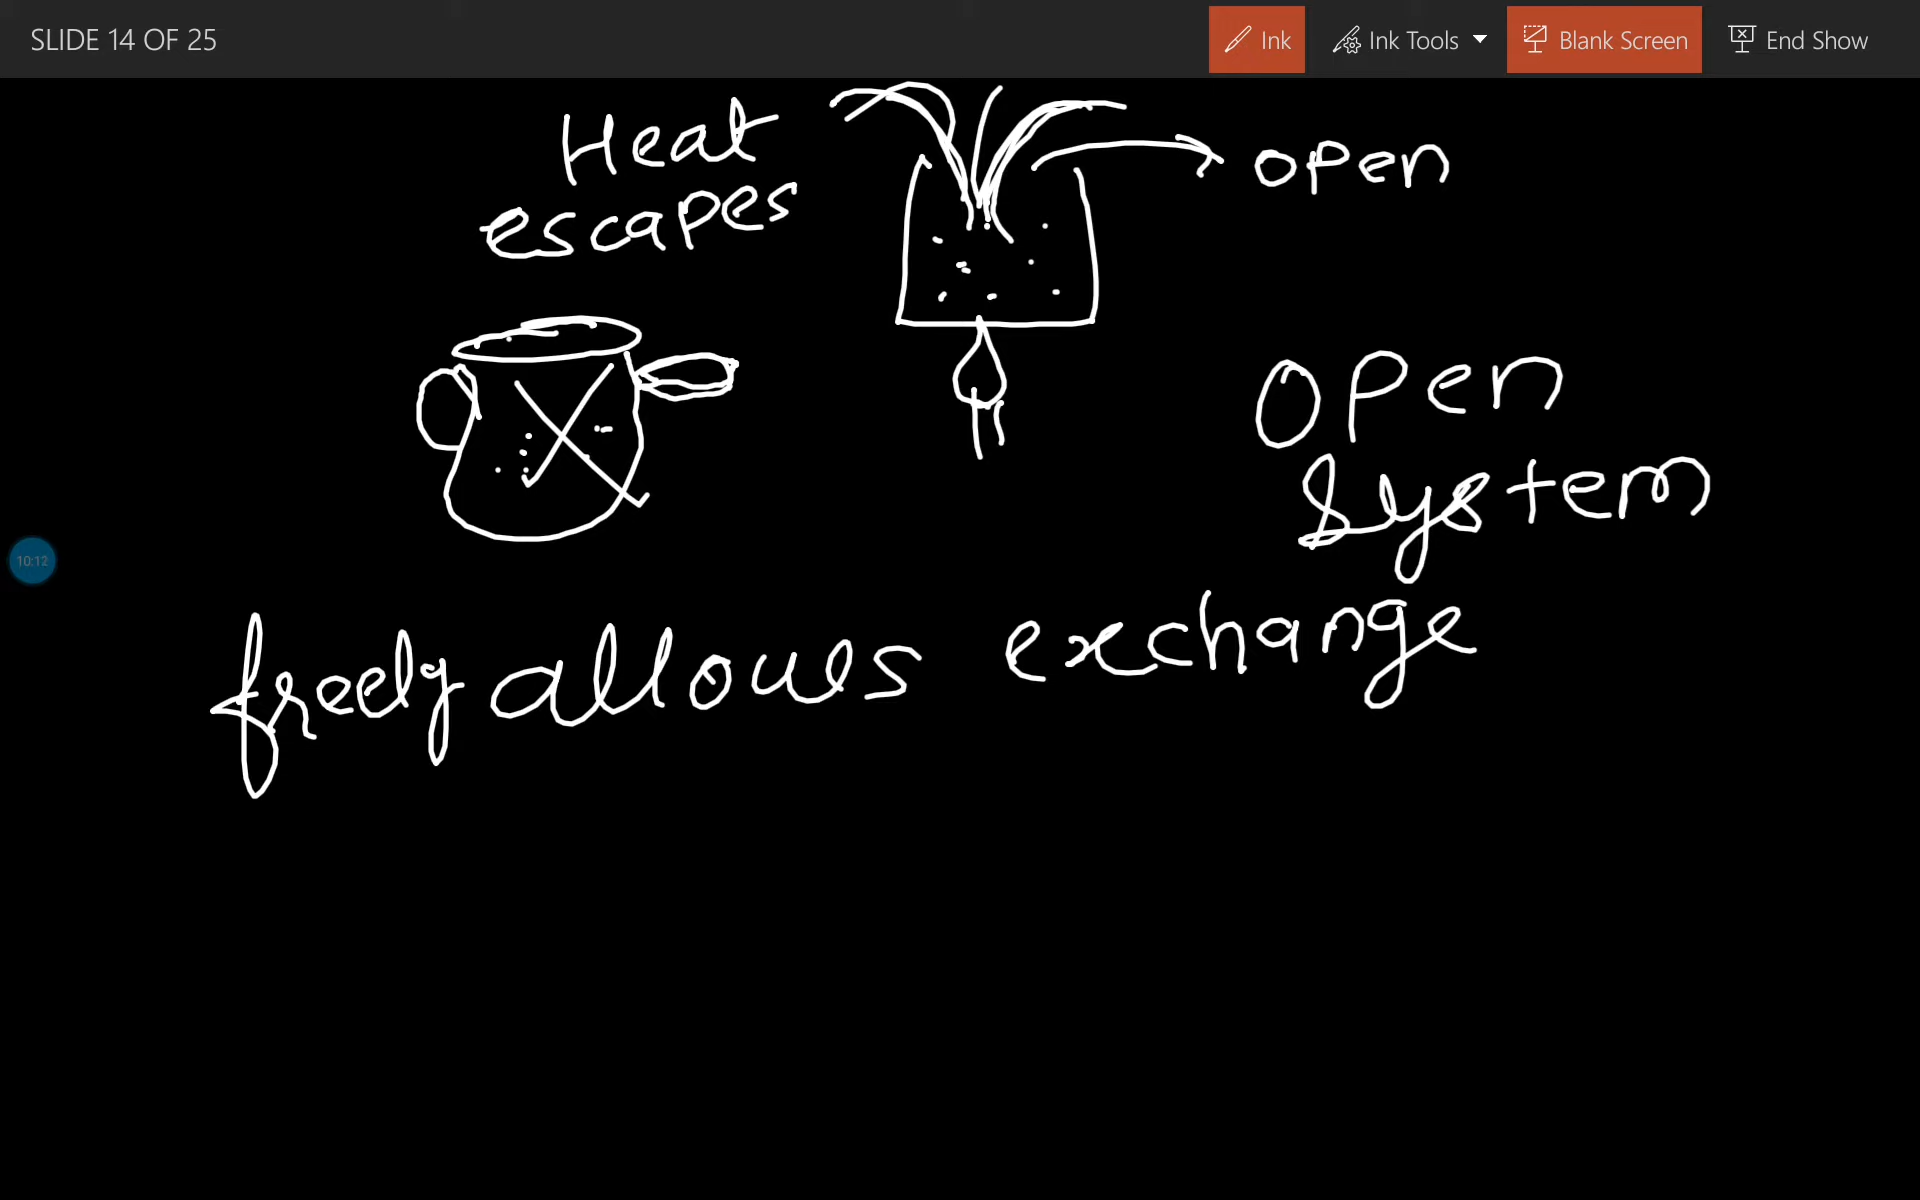 SLIDE 14 OF 25
Ink
Ink Tools
Blank Screen
End Show
Heat
escapes
open
open
system
10:12
freely allows exchange